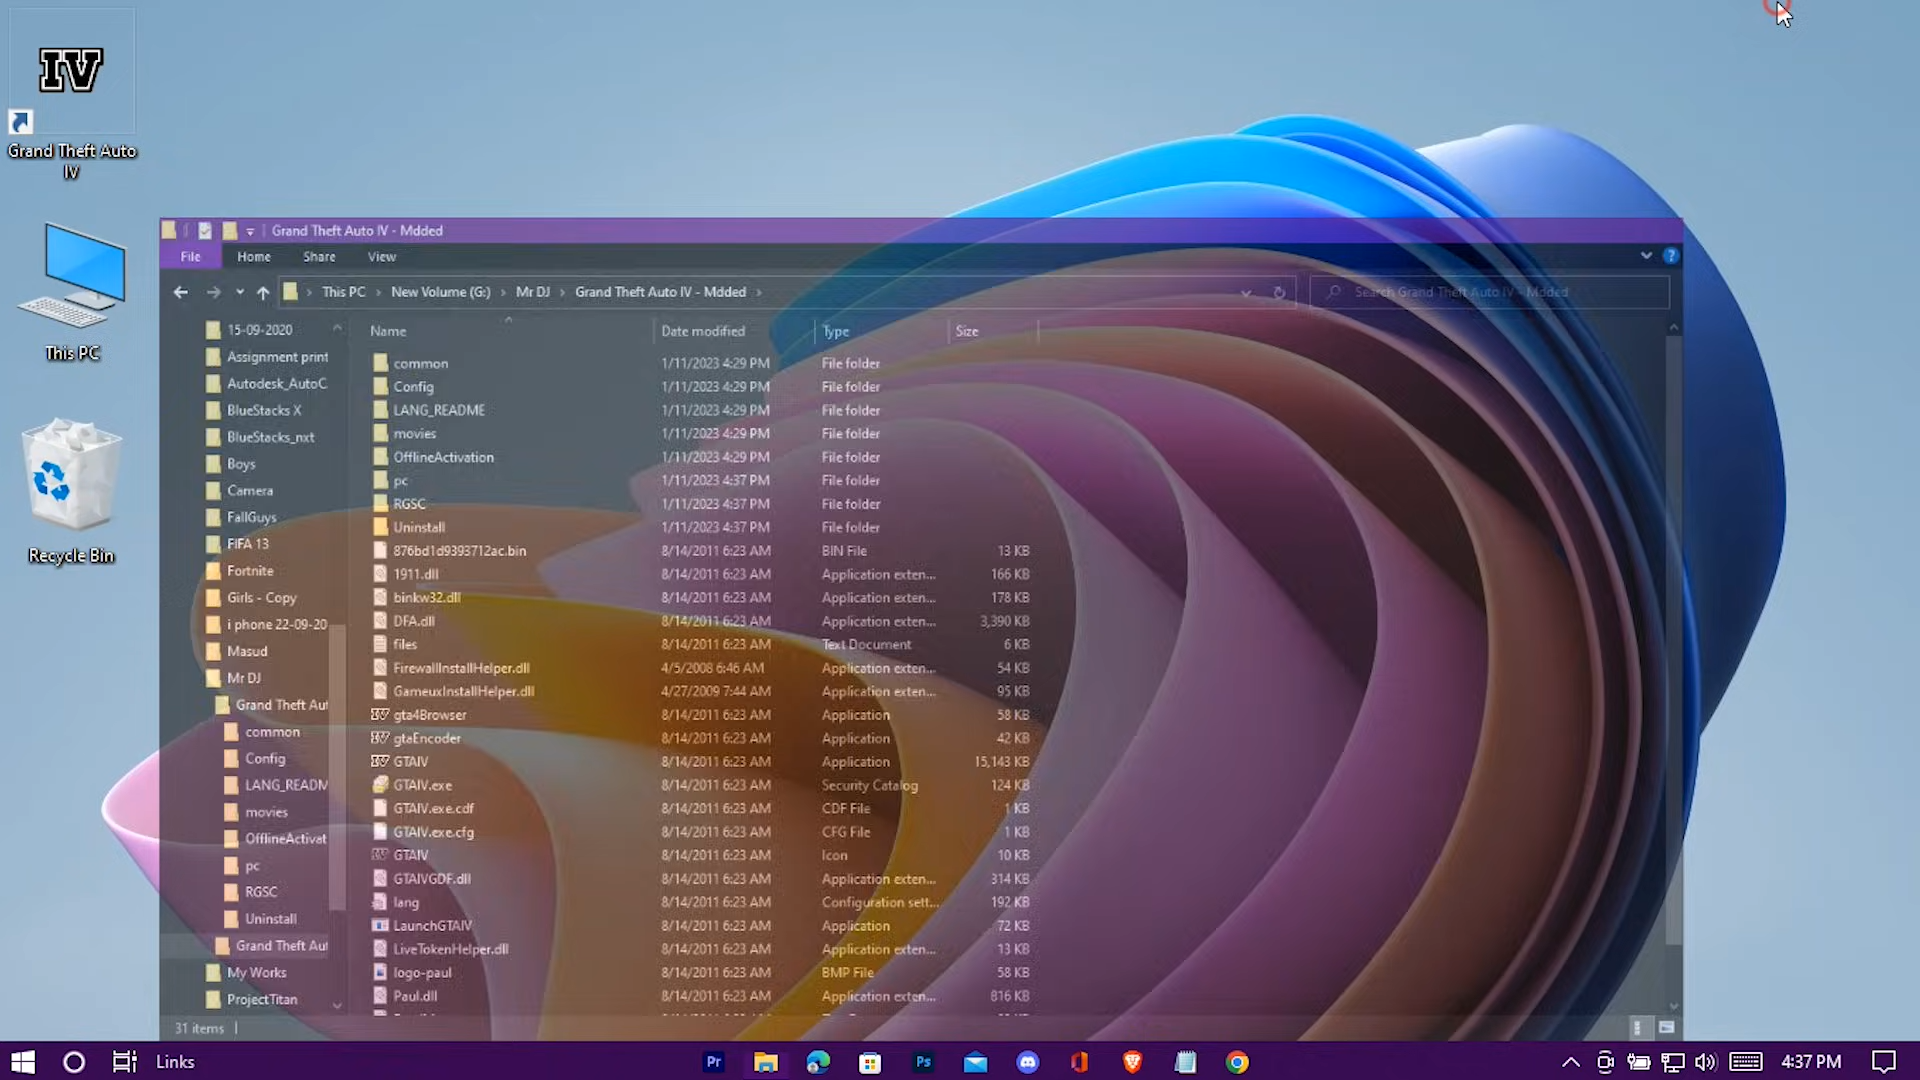 IV
Grand Theft Auto
IV
This PC
Recycle Bin
Grand Theft Auto IV - Mdded
File Home Share View
This PC New Volume (G:) Mr DJ Grand Theft Auto IV - Mdded
Search Grand Theft Auto IV - Mdded
15-09-2020
Assignment print
Autodesk_AutoC
BlueStacks X
BlueStacks_nxt
Boys
Camera
FallGuys
FIFA 13
Fortnite
Girls - Copy
i phone 22-09-20
Masud
Mr DJ
Grand Theft Aut
common
Config
LANG_READM
movies
OfflineActivat
pc
RGSC
Uninstall
Grand Theft Aut
My Works
ProjectTitan
Name Date modified Type Size
common 1/11/2023 4:29 PM File folder
Config 1/11/2023 4:29 PM File folder
LANG_README 1/11/2023 4:29 PM File folder
movies 1/11/2023 4:29 PM File folder
OfflineActivation 1/11/2023 4:29 PM File folder
pc 1/11/2023 4:37 PM File folder
RGSC 1/11/2023 4:37 PM File folder
Uninstall 1/11/2023 4:37 PM File folder
876bd1d9393712ac.bin 8/14/2011 6:23 AM BIN File 13 KB
1911.dll 8/14/2011 6:23 AM Application exten... 166 KB
binkw32.dll 8/14/2011 6:23 AM Application exten... 178 KB
DFA.dll 8/14/2011 6:23 AM Application exten... 3,390 KB
files 8/14/2011 6:23 AM Text Document 6 KB
FirewallInstallHelper.dll 4/5/2008 6:46 AM Application exten... 54 KB
GameuxInstallHelper.dll 4/27/2009 7:44 AM Application exten... 95 KB
gta4Browser 8/14/2011 6:23 AM Application 58 KB
gtaEncoder 8/14/2011 6:23 AM Application 42 KB
GTAIV 8/14/2011 6:23 AM Application 15,143 KB
GTAIV.exe 8/14/2011 6:23 AM Security Catalog 124 KB
GTAIV.exe.cdf 8/14/2011 6:23 AM CDF File 1 KB
GTAIV.exe.cfg 8/14/2011 6:23 AM CFG File 1 KB
GTAIV 8/14/2011 6:23 AM Icon 10 KB
GTAIVGDF.dll 8/14/2011 6:23 AM Application exten... 314 KB
lang 8/14/2011 6:23 AM Configuration sett... 192 KB
LaunchGTAIV 8/14/2011 6:23 AM Application 72 KB
LiveTokenHelper.dll 8/14/2011 6:23 AM Application exten... 13 KB
logo-paul 8/14/2011 6:23 AM BMP File 58 KB
Paul.dll 8/14/2011 6:23 AM Application exten... 816 KB
31 items
Links
Pr
Ps
4:37 PM